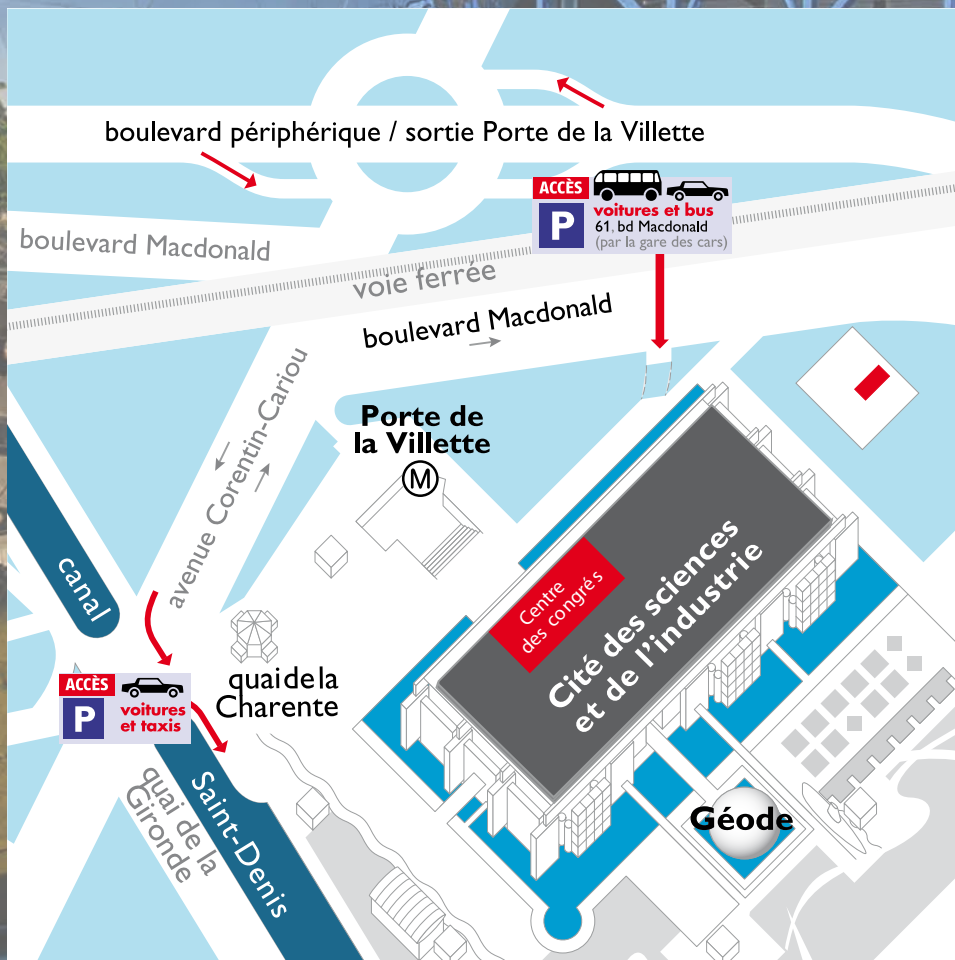 boulevard périphérique / sortie Porte de la Villette
ACCÈS
P
voitures et bus
61, bd Macdonald
(par la gare des cars)
boulevard Macdonald
voie ferrée
boulevard Macdonald
avenue Corentin-Cariou
Porte de
la Villette
M
canal
Centre
des congrés
Cité des sciences
et de l'industrie
ACCÈS
P
voitures
et taxis
quai de la
Charente
quai de la
Gironde
Saint-Denis
Géode